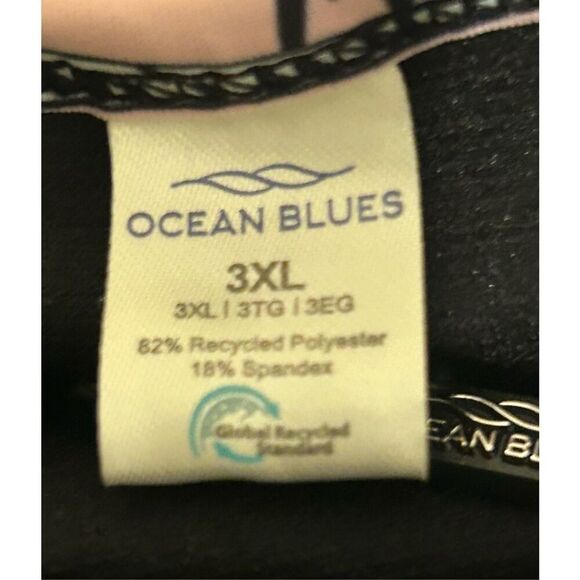 OCEAN BLUES
3XL
3XL | 3TG | 3EG
82% Recycled Polyester
18% Spandex
Global Recycled
Standard
EAN BL